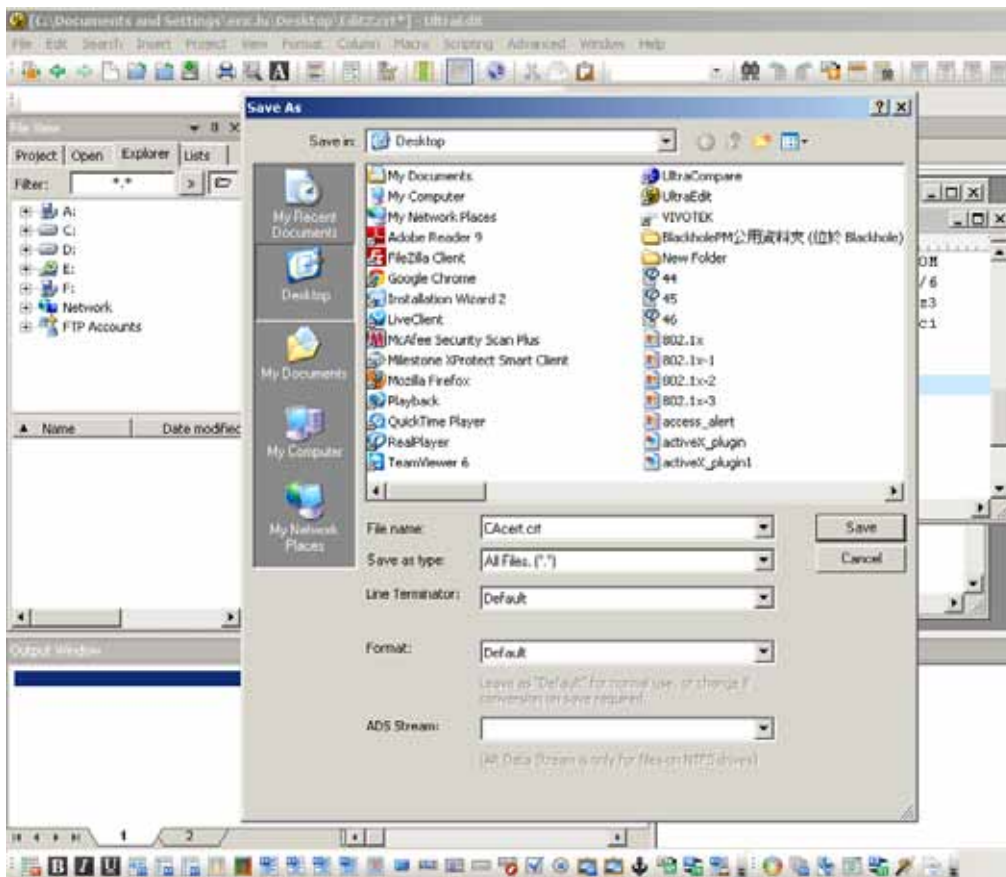 [C:\Documents and Settings\eric.lu\Desktop\Edit2.crt*] - UltraEdit
File Edit Search Insert Project View Format Column Macro Scripting Advanced Window Help
Save As
File View
Save in: Desktop
Project Open Explorer Lists
Filter: *.*
A:
C:
D:
E:
F:
Network
FTP Accounts
Name Date modified
My Recent Documents
Desktop
My Documents
My Computer
My Network Places
My Documents
My Computer
My Network Places
Adobe Reader 9
FileZilla Client
Google Chrome
Installation Wizard 2
LiveClient
McAfee Security Scan Plus
Milestone XProtect Smart Client
Mozilla Firefox
Playback
QuickTime Player
RealPlayer
TeamViewer 6
UltraCompare
UltraEdit
VIVOTEK
BlackholePM公用資料夾 (位於 Blackhole)
New Folder
44
45
46
802.1x
802.1x-1
802.1x-2
802.1x-3
access_alert
activeX_plugin
activeX_plugin1
File name: CAcert.crt
Save
Save as type: All Files, (*.*)
Cancel
Line Terminator: Default
Format: Default
Leave as "Default" for normal use, or change if
conversion on save required.
ADS Stream:
(Alt Data Stream is only for files on NTFS drives)
Output Window
1 2